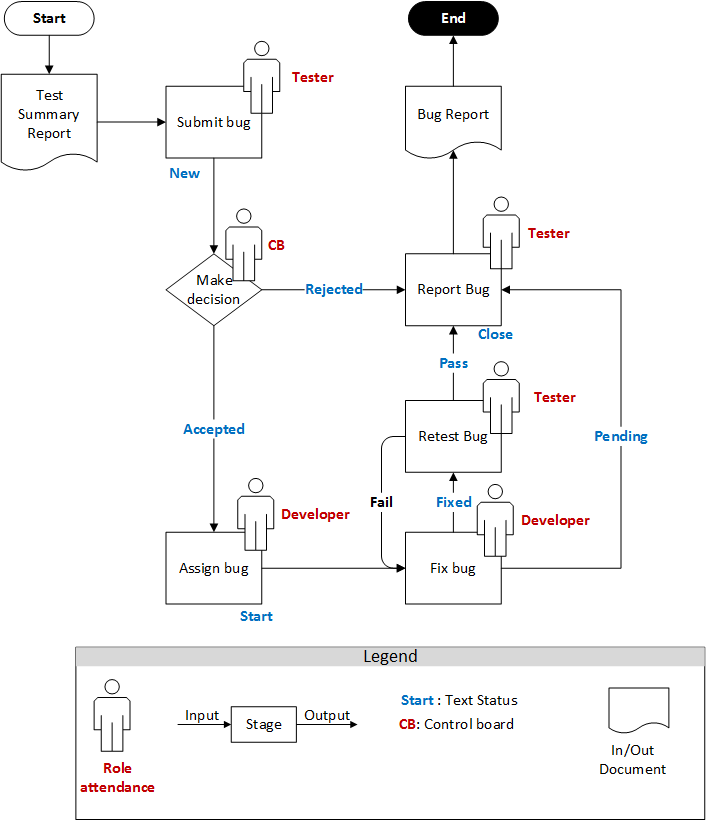 Start
End
Test
Summary
Report
Submit bug
Tester
Bug Report
New
CB
Tester
Make
decision
Rejected
Report Bug
Close
Pass
Tester
Accepted
Retest Bug
Pending
Developer
Fail
Fixed
Developer
Assign bug
Fix bug
Start
Legend
Input
Stage
Output
Start : Text Status
CB: Control board
Role
attendance
In/Out
Document